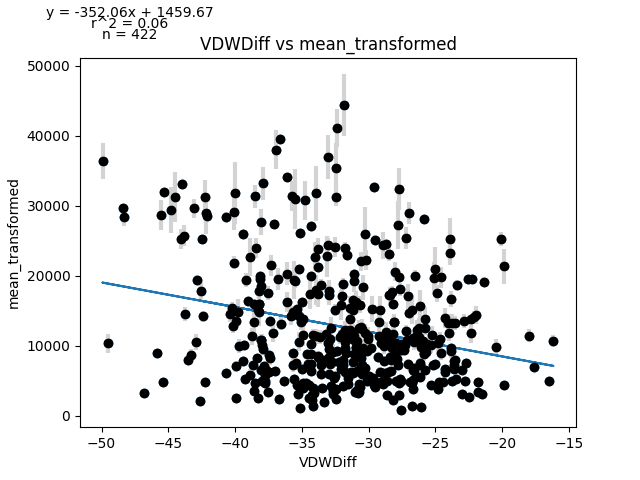 y = -352.06x + 1459.67
r^2 = 0.06
n = 422
VDWDiff vs mean_transformed
50000
40000
30000
20000
10000
0
mean_transformed
−50
−45
−40
−35
−30
−25
−20
−15
VDWDiff